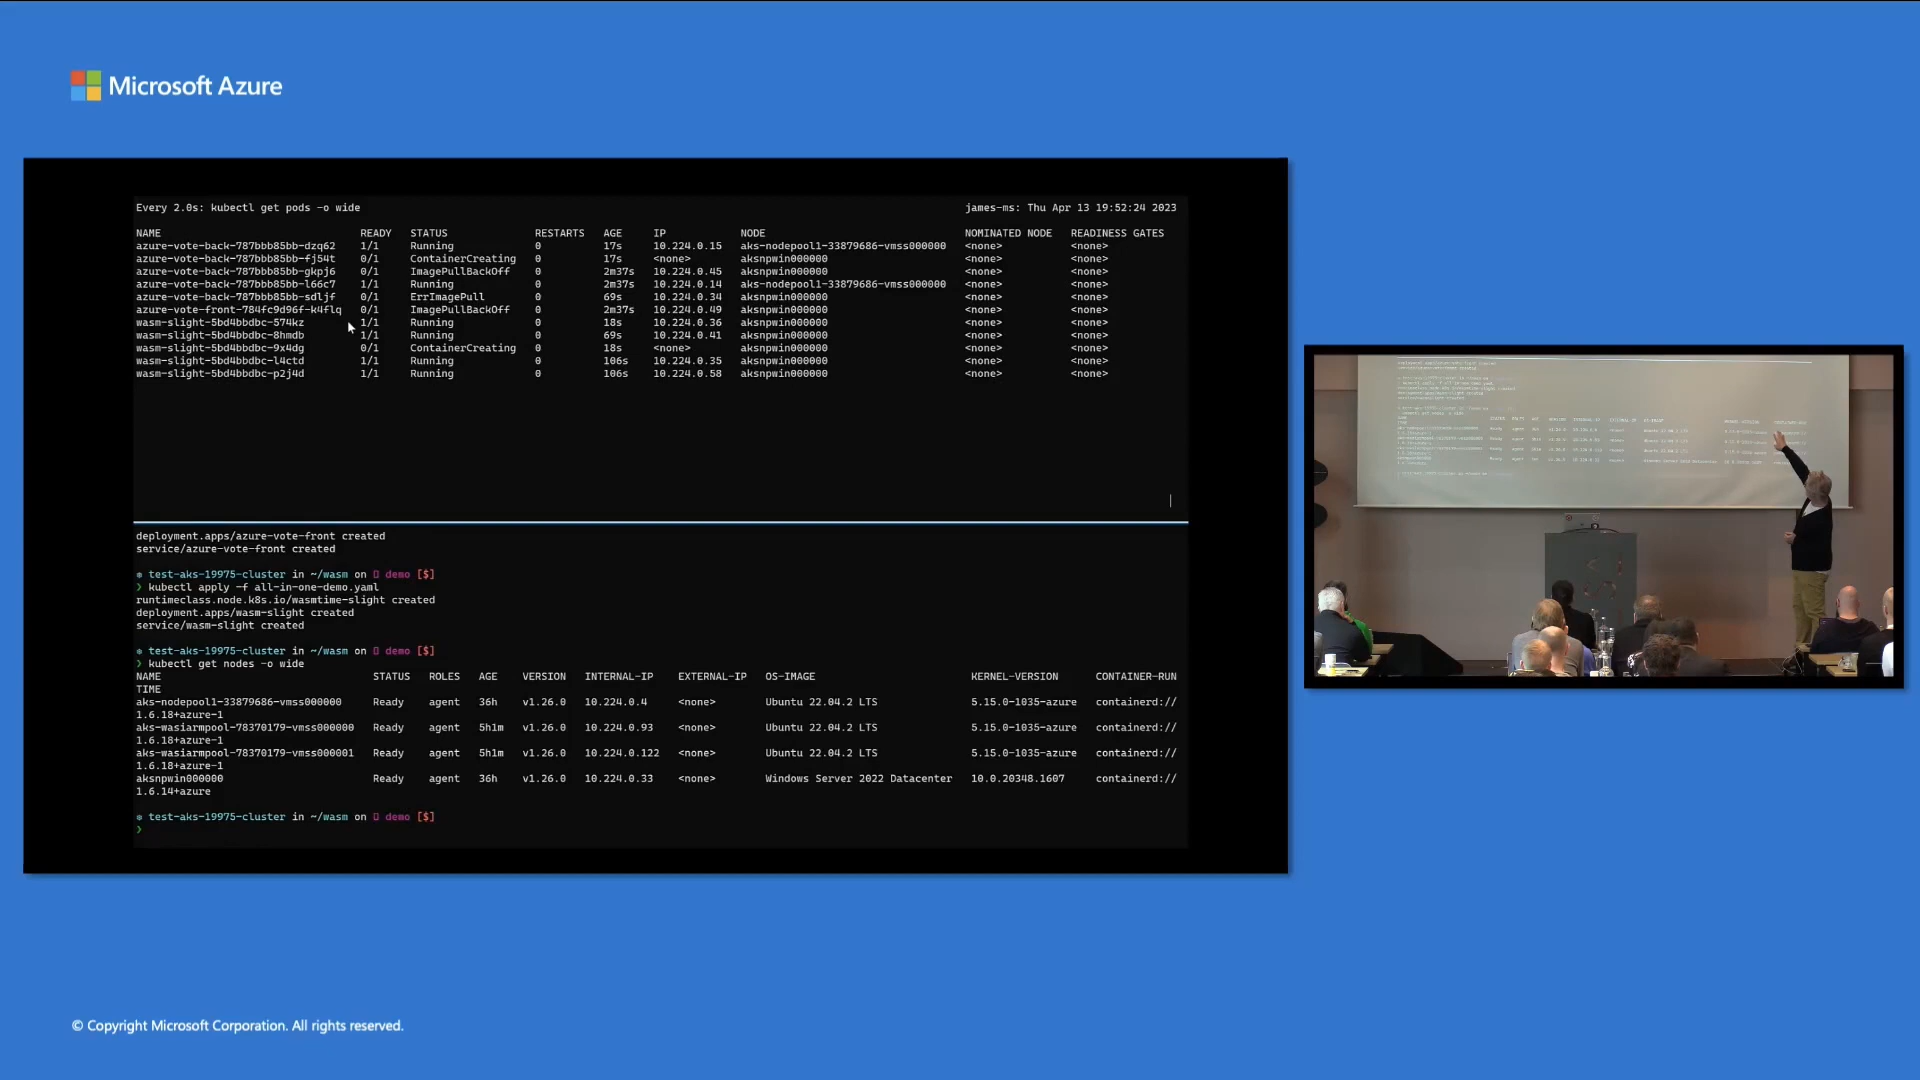 Microsoft Azure
Every 2.0s: kubectl get pods -o wide james-ms: Thu Apr 13 19:52:24 2023
NAME READY STATUS RESTARTS AGE IP NODE NOMINATED NODE READINESS GATES
azure-vote-back-787bbb85bb-dzq62 1/1 Running 0 17s 10.224.0.15 aks-nodepool1-33879686-vmss000000 <none> <none>
azure-vote-back-787bbb85bb-fj54t 0/1 ContainerCreating 0 17s <none> aksnpwin000000 <none> <none>
azure-vote-back-787bbb85bb-gkpj6 0/1 ImagePullBackOff 0 2m37s 10.224.0.45 aksnpwin000000 <none> <none>
azure-vote-back-787bbb85bb-l66c7 1/1 Running 0 2m37s 10.224.0.14 aks-nodepool1-33879686-vmss000000 <none> <none>
azure-vote-back-787bbb85bb-sdljf 0/1 ErrImagePull 0 69s 10.224.0.34 aksnpwin000000 <none> <none>
azure-vote-front-784fc9d96f-k4flq 0/1 ImagePullBackOff 0 2m37s 10.224.0.49 aksnpwin000000 <none> <none>
wasm-slight-5bd4bbdbc-574kz 1/1 Running 0 18s 10.224.0.36 aksnpwin000000 <none> <none>
wasm-slight-5bd4bbdbc-8hmdb 1/1 Running 0 69s 10.224.0.41 aksnpwin000000 <none> <none>
wasm-slight-5bd4bbdbc-9x4dg 0/1 ContainerCreating 0 18s <none> aksnpwin000000 <none> <none>
wasm-slight-5bd4bbdbc-l4ctd 1/1 Running 0 106s 10.224.0.35 aksnpwin000000 <none> <none>
wasm-slight-5bd4bbdbc-p2j4d 1/1 Running 0 106s 10.224.0.58 aksnpwin000000 <none> <none>
deployment.apps/azure-vote-front created
service/azure-vote-front created
test-aks-19975-cluster in ~/wasm on demo [$]
❯ kubectl apply -f all-in-one-demo.yaml
runtimeclass.node.k8s.io/wasmtime-slight created
deployment.apps/wasm-slight created
service/wasm-slight created
test-aks-19975-cluster in ~/wasm on demo [$]
❯ kubectl get nodes -o wide
NAME STATUS ROLES AGE VERSION INTERNAL-IP EXTERNAL-IP OS-IMAGE KERNEL-VERSION CONTAINER-RUN
TIME
aks-nodepool1-33879686-vmss000000 Ready agent 36h v1.26.0 10.224.0.4 <none> Ubuntu 22.04.2 LTS 5.15.0-1035-azure containerd://
1.6.18+azure-1
aks-wasiarmpool-78370179-vmss000000 Ready agent 5h1m v1.26.0 10.224.0.93 <none> Ubuntu 22.04.2 LTS 5.15.0-1035-azure containerd://
1.6.18+azure-1
aks-wasiarmpool-78370179-vmss000001 Ready agent 5h1m v1.26.0 10.224.0.122 <none> Ubuntu 22.04.2 LTS 5.15.0-1035-azure containerd://
1.6.18+azure-1
aksnpwin000000 Ready agent 36h v1.26.0 10.224.0.33 <none> Windows Server 2022 Datacenter 10.0.20348.1607 containerd://
1.6.14+azure
test-aks-19975-cluster in ~/wasm on demo [$]
❯
© Copyright Microsoft Corporation. All rights reserved.